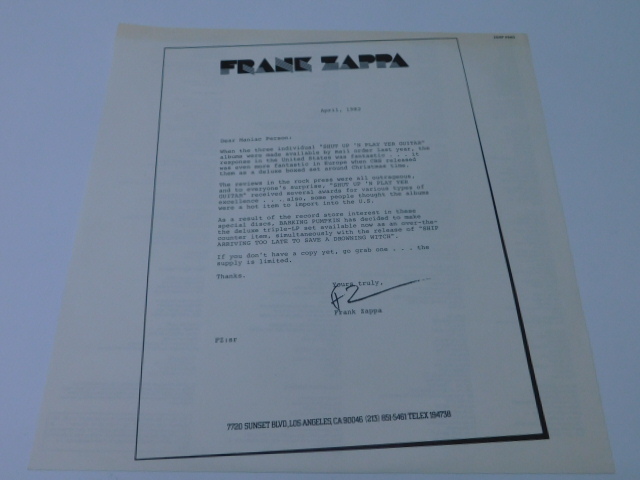 FRANK ZAPPA
April, 1982
Dear Maniac Person:
When the three individual "SHUT UP 'N PLAY YER GUITAR"
albums were made available by mail order last year, the
response in the United States was fantastic . . . it
was even more fantastic in Europe when CBS released
them as a deluxe boxed set around Christmas time.
The reviews in the rock press were all outrageous,
and to everyone's surprise, "SHUT UP 'N PLAY YER
GUITAR" received several awards for various types of
excellence . . . also, some people thought the albums
were a hot item to import into the U.S.
As a result of the record store interest in these
special discs, BARKING PUMPKIN has decided to make
the deluxe triple-LP set available now as an over-the-
counter item, simultaneously with the release of "SHIP
ARRIVING TOO LATE TO SAVE A DROWNING WITCH".
If you don't have a copy yet, go grab one . . . the
supply is limited.
Thanks.
Yours truly,
FZ
Frank Zappa
FZ:sr
7720 SUNSET BLVD., LOS ANGELES, CA 90046 (213) 851-5461 TELEX 194738